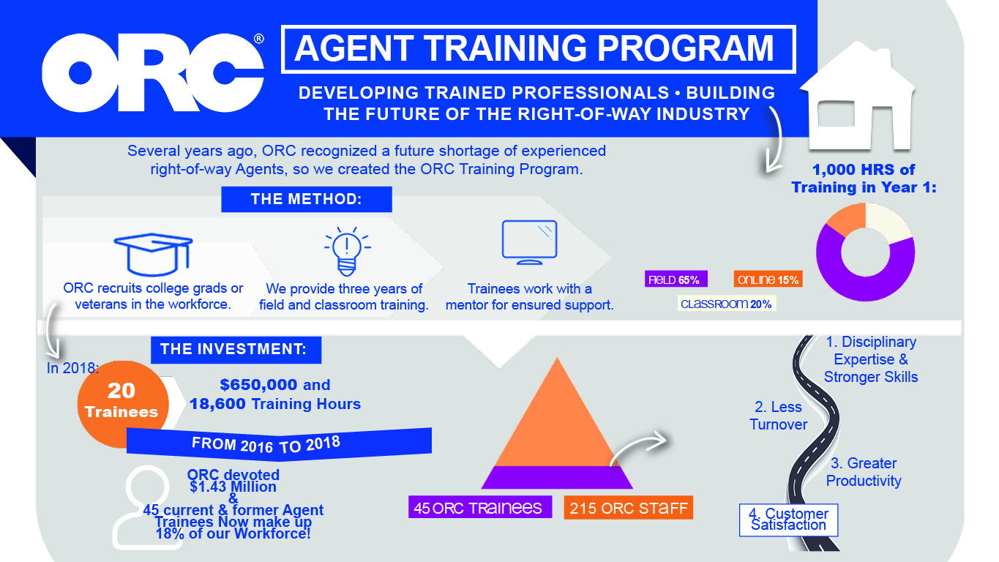 ORC®
AGENT TRAINING PROGRAM
DEVELOPING TRAINED PROFESSIONALS • BUILDING
THE FUTURE OF THE RIGHT-OF-WAY INDUSTRY
Several years ago, ORC recognized a future shortage of experienced
right-of-way Agents, so we created the ORC Training Program.
THE METHOD:
ORC recruits college grads or
veterans in the workforce.
We provide three years of
field and classroom training.
Trainees work with a
mentor for ensured support.
1,000 HRS of
Training in Year 1:
FIELD 65%
ONLINE 15%
CLASSROOM 20%
THE INVESTMENT:
In 2018:
20
Trainees
$650,000 and
18,600 Training Hours
FROM 2016 TO 2018
ORC devoted
$1.43 Million
&
45 current & former Agent
Trainees Now make up
18% of our Workforce!
45 ORC TRainees
215 ORC STaFF
1. Disciplinary
Expertise &
Stronger Skills
2. Less
Turnover
3. Greater
Productivity
4. Customer
Satisfaction